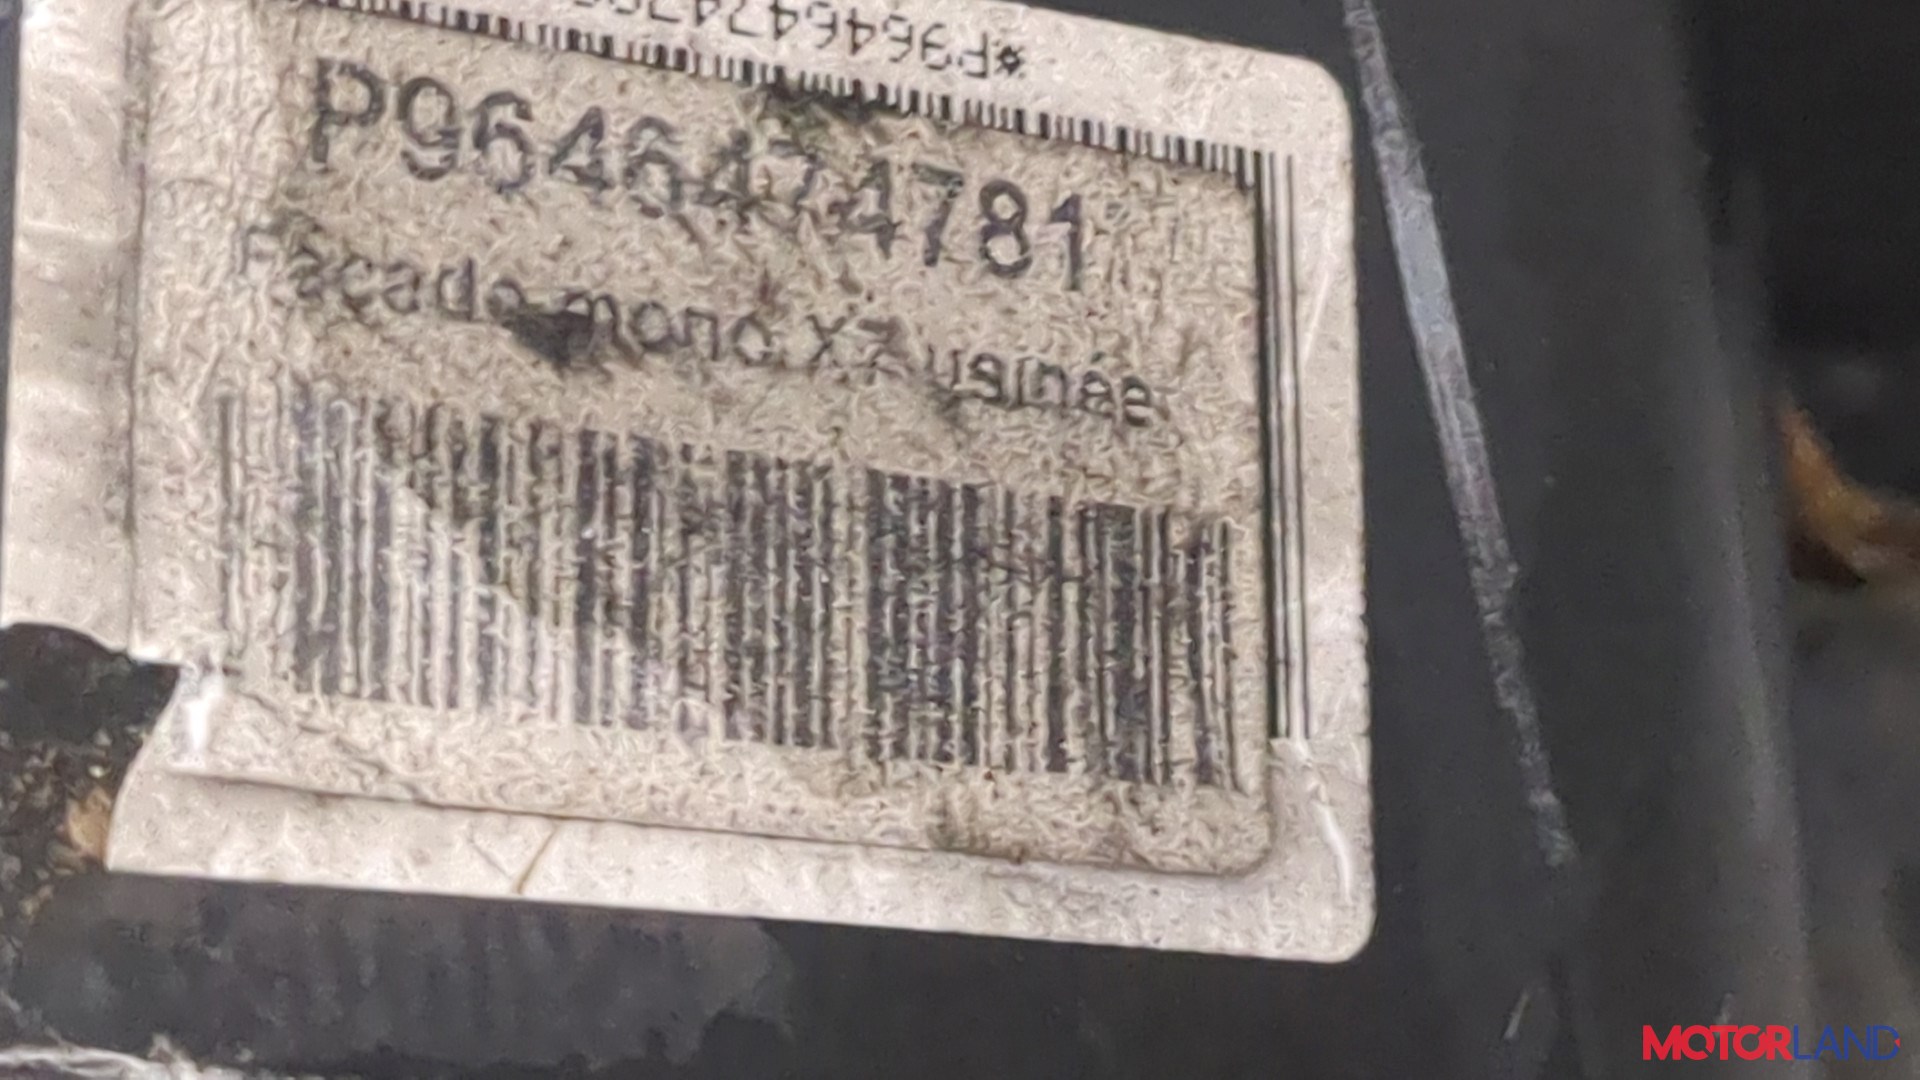 *P96464747
P9646474781
Façade mono X7 usinée
MOTORLAND